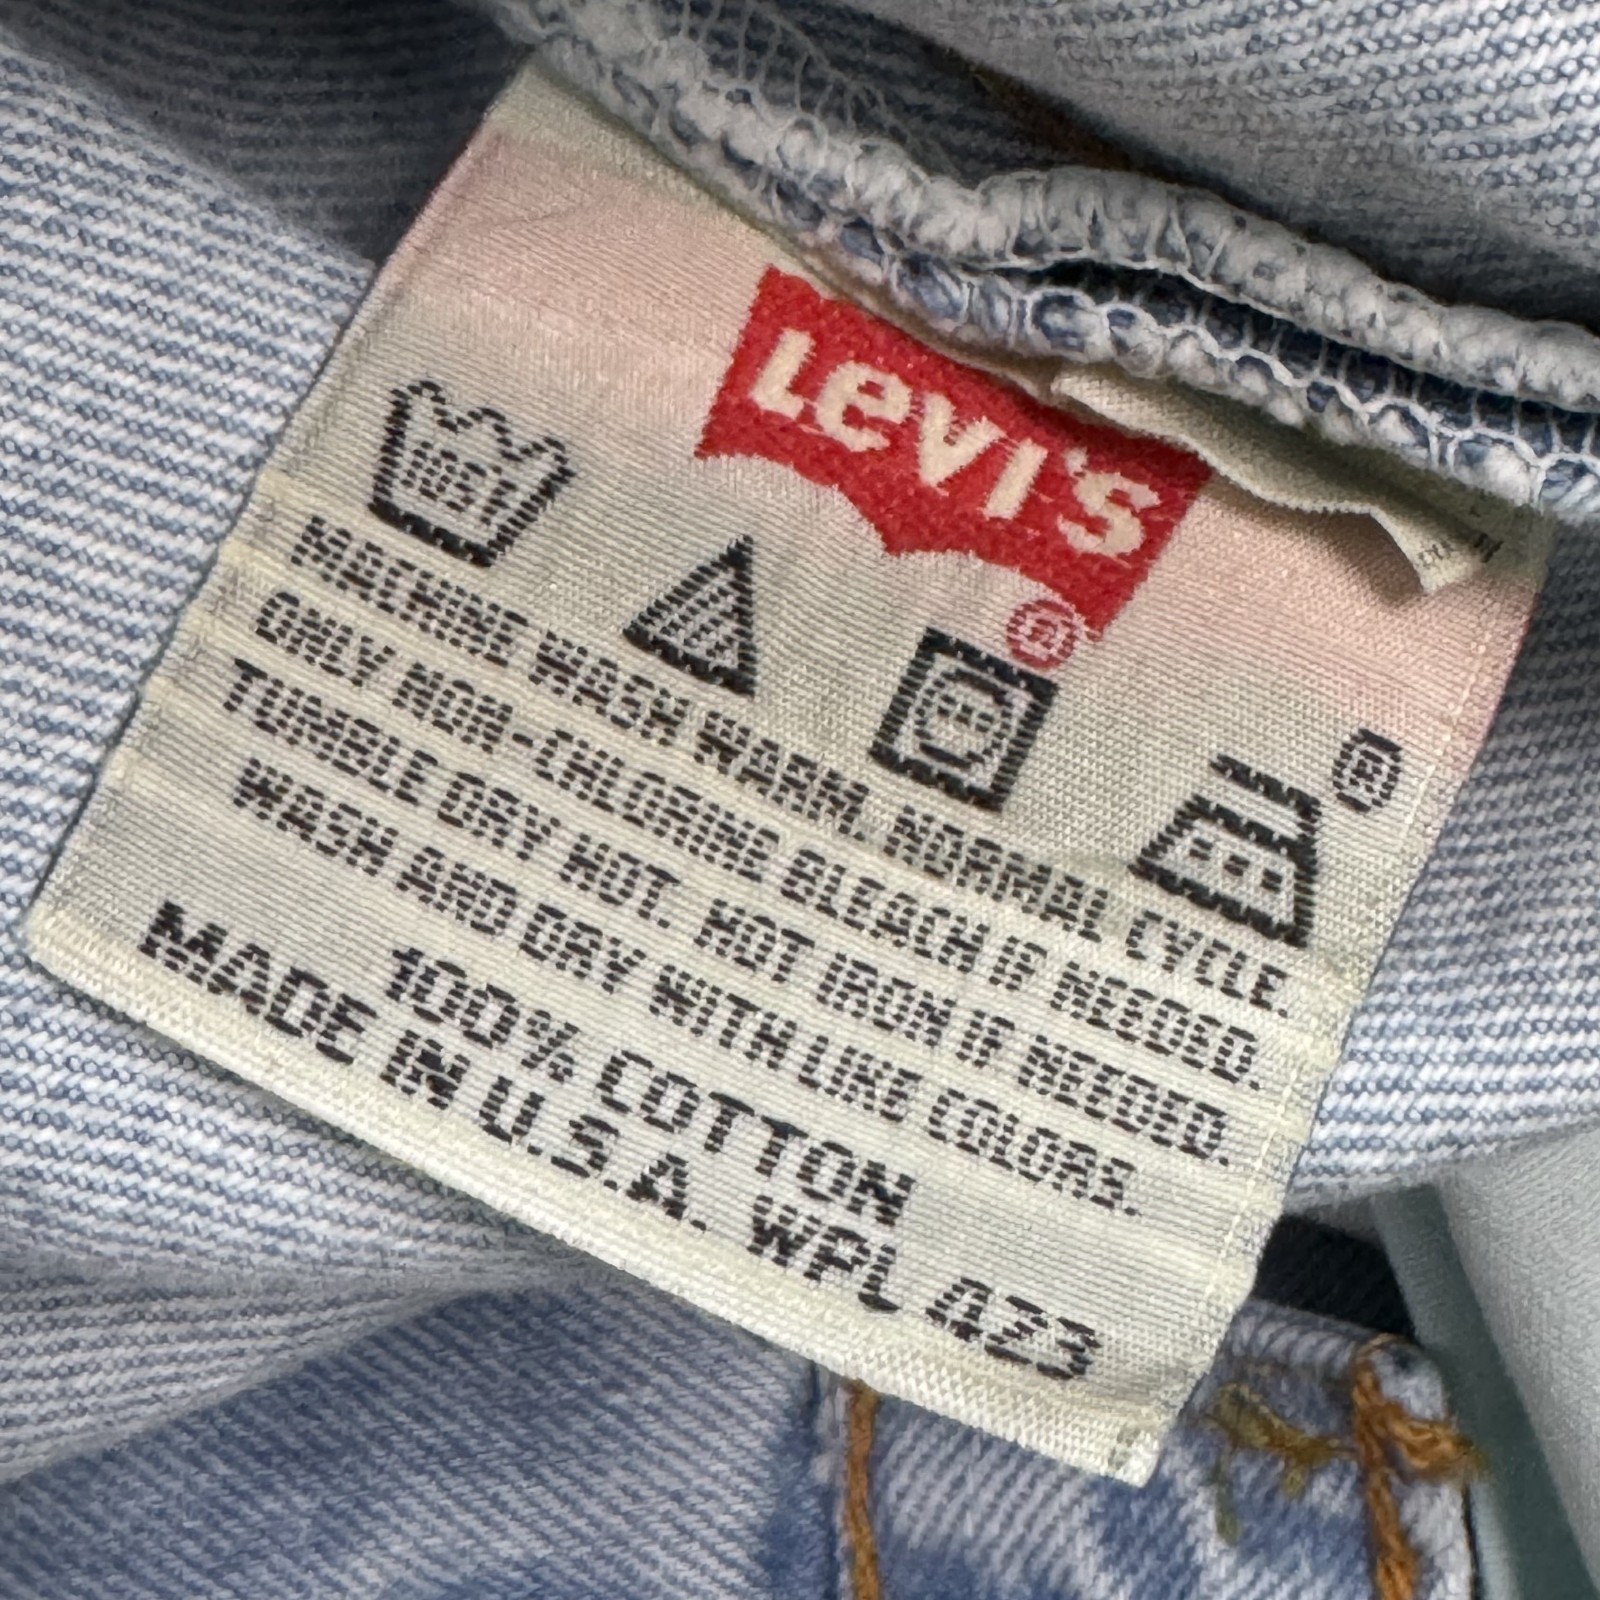 Levi's®
105F
®
MACHINE WASH WARM. NORMAL CYCLE.
ONLY NON-CHLORINE BLEACH IF NEEDED.
TUMBLE DRY HOT. HOT IRON IF NEEDED.
WASH AND DRY WITH LIKE COLORS.
100% COTTON
MADE IN U.S.A. WPL 423